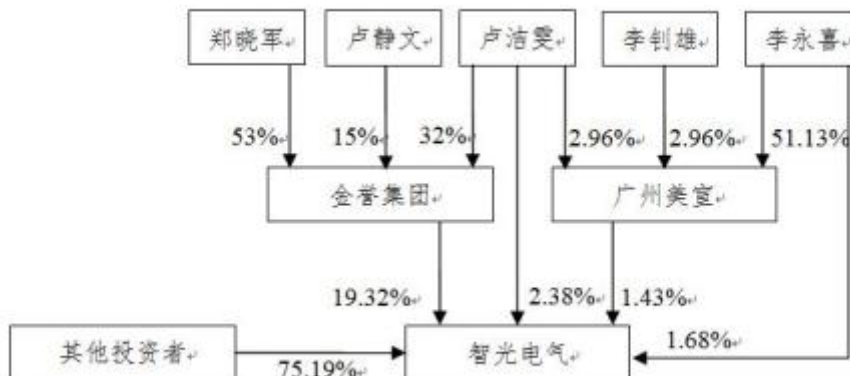 郑晓军 卢静文 卢洁雯 李钊雄 李永喜
53% 15% 32% 2.96% 2.96% 51.13%
金誉集团 广州美宣
19.32% 2.38% 1.43% 1.68%
其他投资者 75.19% 智光电气